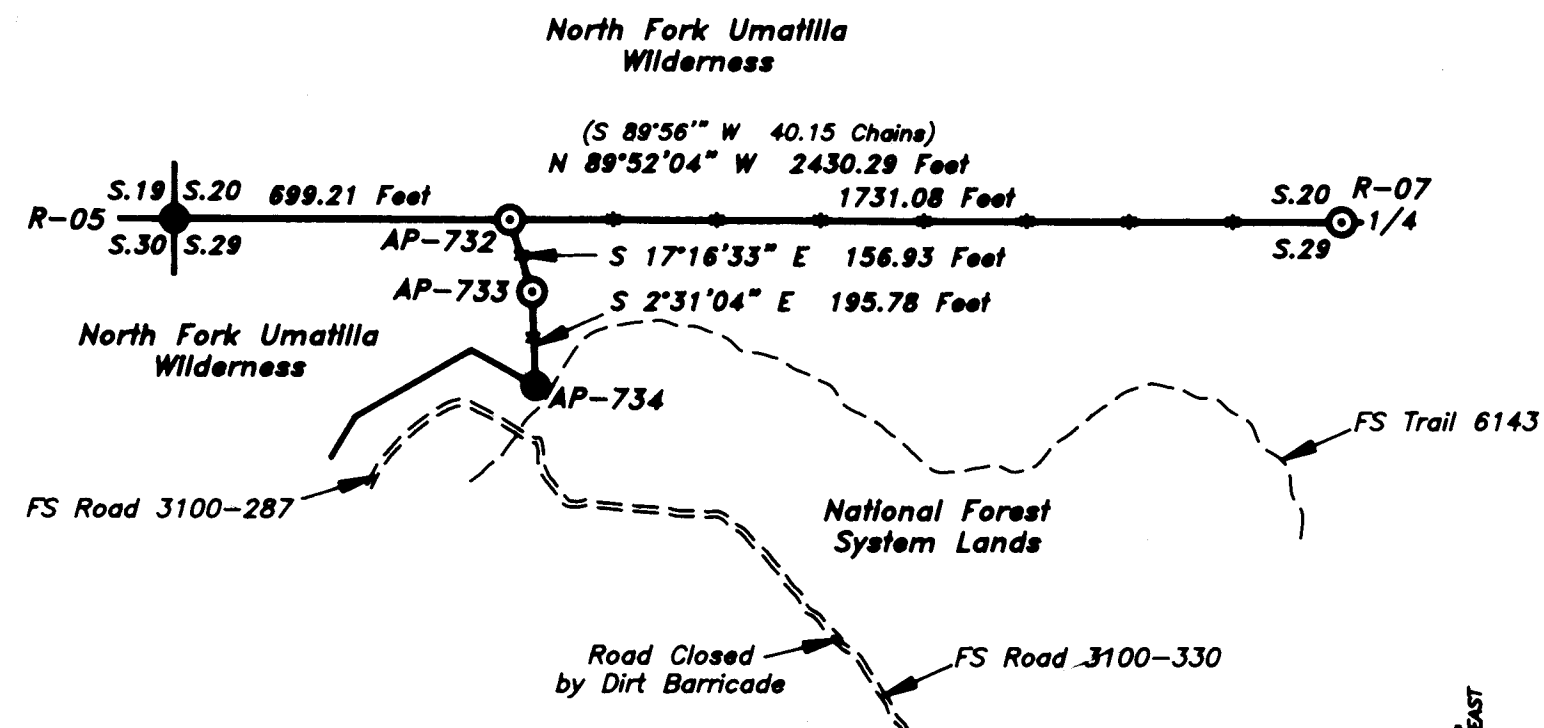 North Fork Umatilla
Wilderness
(S 89°56'" W 40.15 Chains)
N 89°52'04" W 2430.29 Feet
S.19 S.20 699.21 Feet 1731.08 Feet S.20 R-07
R-05 1/4
S.30 S.29 AP-732 S.29
S 17°16'33" E 156.93 Feet
AP-733
S 2°31'04" E 195.78 Feet
North Fork Umatilla
Wilderness
AP-734
FS Trail 6143
FS Road 3100-287
National Forest
System Lands
Road Closed
by Dirt Barricade
FS Road 3100-330
EAST